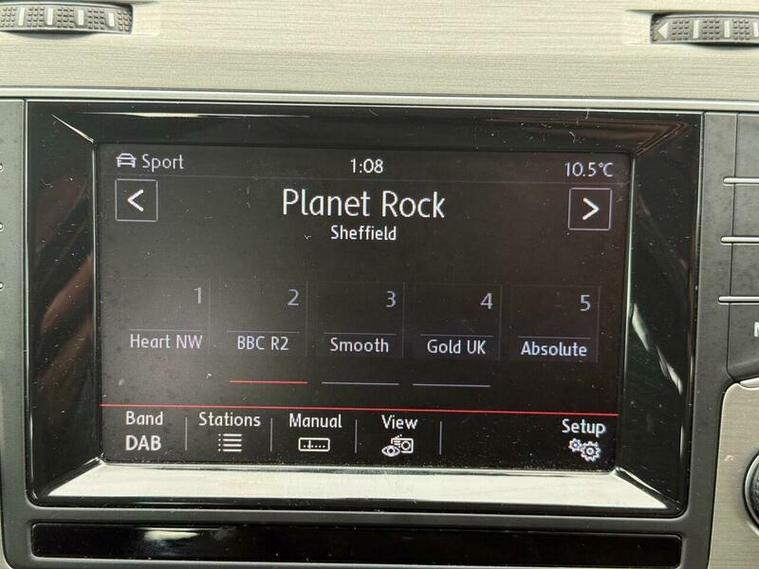 Sport 1:08 10.5°C
< Planet Rock >
Sheffield
1 2 3 4 5
Heart NW BBC R2 Smooth Gold UK Absolute
Band Stations Manual View Setup
DAB